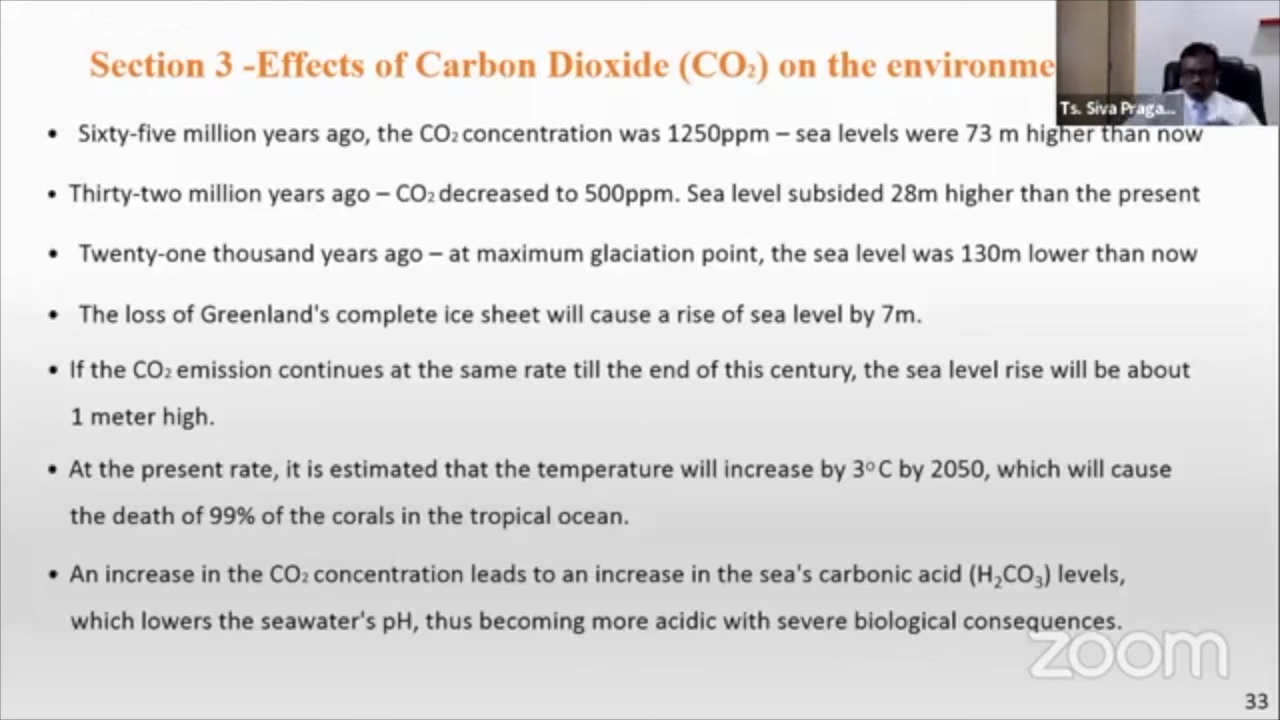 Section 3 -Effects of Carbon Dioxide (CO₂) on the environme
Ts. Siva Praga...
• Sixty-five million years ago, the CO₂ concentration was 1250ppm – sea levels were 73 m higher than now
• Thirty-two million years ago – CO₂ decreased to 500ppm. Sea level subsided 28m higher than the present
• Twenty-one thousand years ago – at maximum glaciation point, the sea level was 130m lower than now
• The loss of Greenland's complete ice sheet will cause a rise of sea level by 7m.
• If the CO₂ emission continues at the same rate till the end of this century, the sea level rise will be about
1 meter high.
• At the present rate, it is estimated that the temperature will increase by 3°C by 2050, which will cause
the death of 99% of the corals in the tropical ocean.
• An increase in the CO₂ concentration leads to an increase in the sea's carbonic acid (H₂CO₃) levels,
which lowers the seawater's pH, thus becoming more acidic with severe biological consequences.
zoom
33